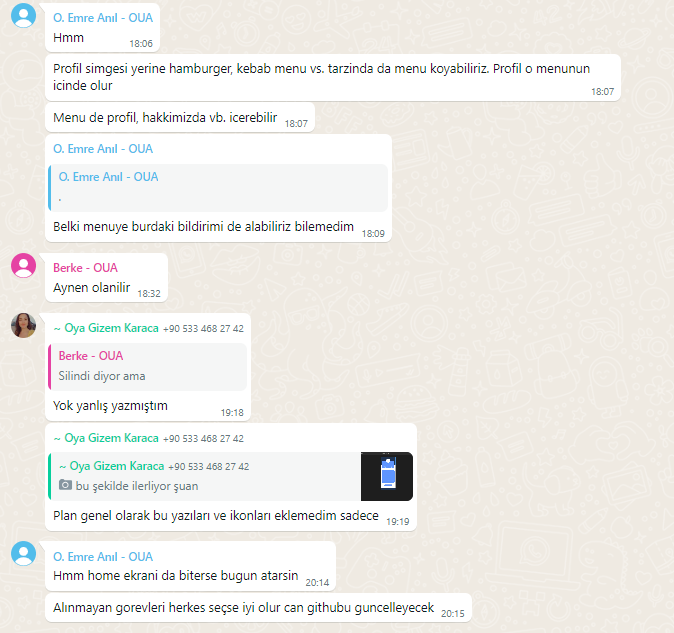 O. Emre Anıl - OUA
Hmm
18:06
Profil simgesi yerine hamburger, kebab menu vs. tarzinda da menu koyabiliriz. Profil o menunun
icinde olur
18:07
Menu de profil, hakkimizda vb. icerebilir 18:07
O. Emre Anıl - OUA
O. Emre Anıl - OUA
.
Belki menuye burdaki bildirimi de alabiliriz bilemedim 18:09
Berke - OUA
Aynen olanilir 18:32
~ Oya Gizem Karaca +90 533 468 27 42
Berke - OUA
Silindi diyor ama
Yok yanlış yazmıştım 19:18
~ Oya Gizem Karaca +90 533 468 27 42
~ Oya Gizem Karaca +90 533 468 27 42
bu şekilde ilerliyor şuan
Plan genel olarak bu yazıları ve ikonları eklemedim sadece 19:19
O. Emre Anıl - OUA
Hmm home ekrani da biterse bugun atarsin 20:14
Alınmayan gorevleri herkes seçse iyi olur can githubu guncelleyecek 20:15